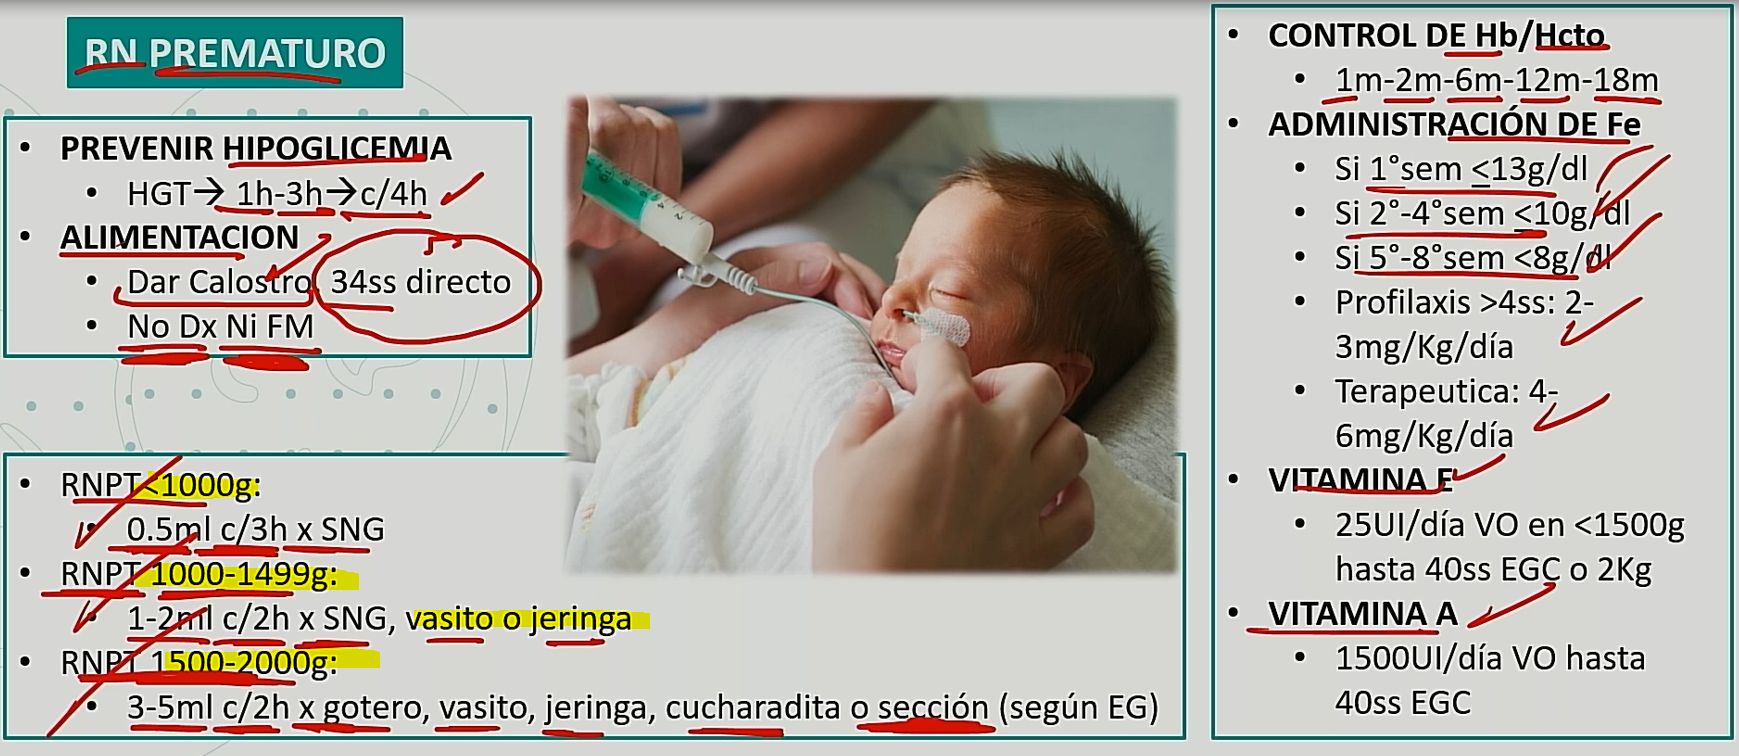 RN PREMATURO
• PREVENIR HIPOGLICEMIA
• HGT→ 1h-3h→c/4h
• ALIMENTACION
• Dar Calostro, 34ss directo
• No Dx Ni FM
• RNPT<1000g:
• 0.5ml c/3h x SNG
• RNPT 1000-1499g:
• 1-2ml c/2h x SNG, vasito o jeringa
• RNPT 1500-2000g:
• 3-5ml c/2h x gotero, vasito, jeringa, cucharadita o sección (según EG)
• CONTROL DE Hb/Hcto
• 1m-2m-6m-12m-18m
• ADMINISTRACIÓN DE Fe
• Si 1°sem ≤13g/dl
• Si 2°-4°sem ≤10g/dl
• Si 5°-8°sem <8g/dl
• Profilaxis >4ss: 2-
3mg/Kg/día
• Terapeutica: 4-
6mg/Kg/día
• VITAMINA E
• 25UI/día VO en <1500g
hasta 40ss EGC o 2Kg
• VITAMINA A
• 1500UI/día VO hasta
40ss EGC